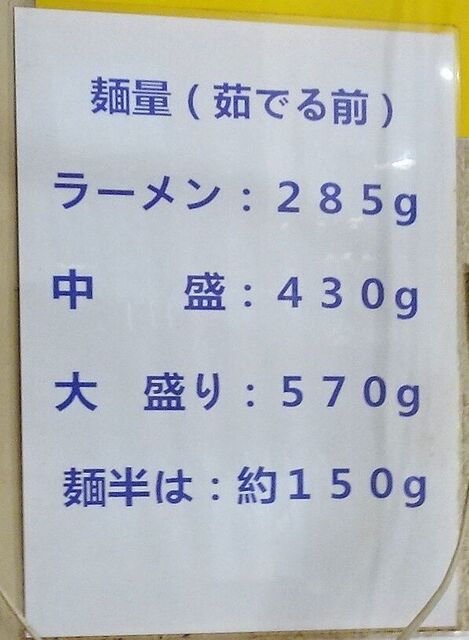 麺量(茹でる前)
ラーメン:285g
中　　盛:430g
大　盛り:570g
麺半は:約150g